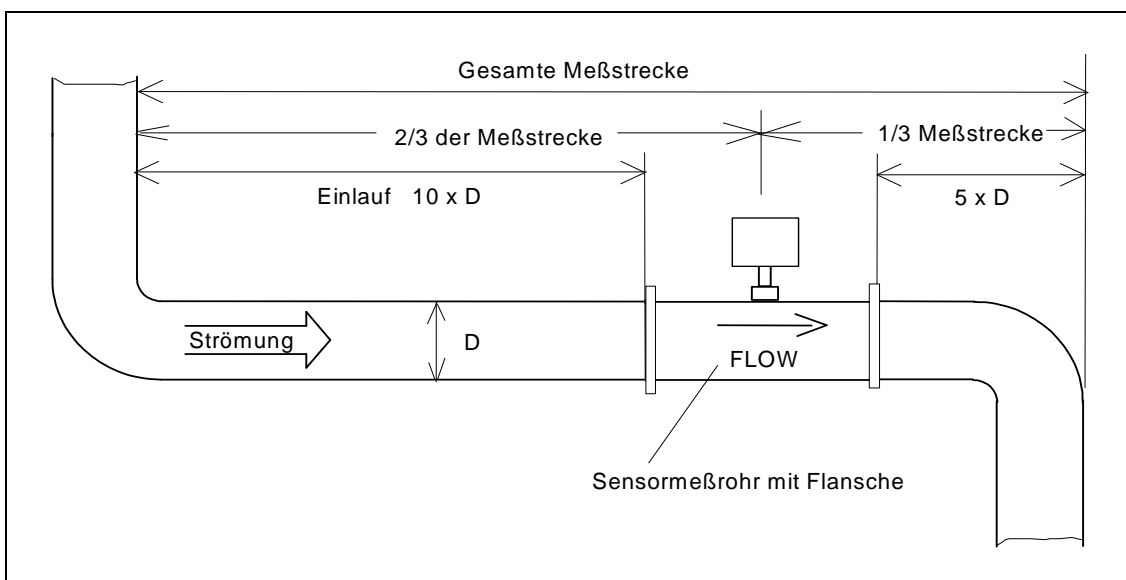 Gesamte Meßstrecke
2/3 der Meßstrecke
1/3 Meßstrecke
Einlauf 10 x D
5 x D
Strömung
D
FLOW
Sensormeßrohr mit Flansche